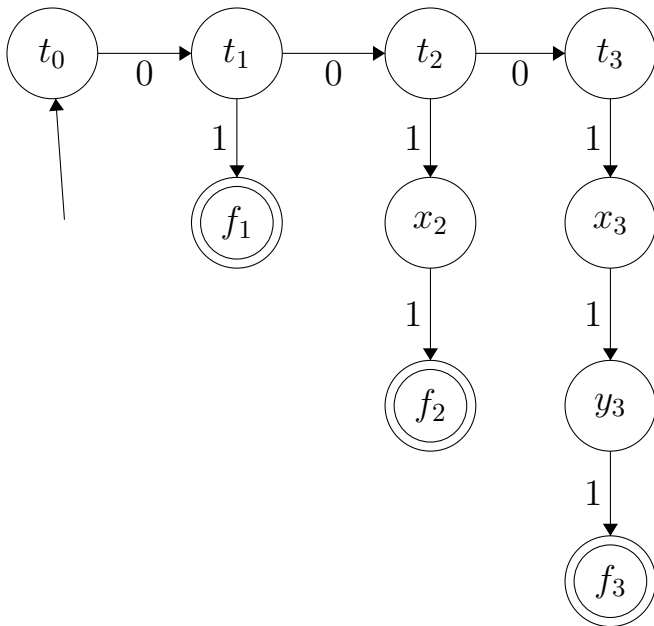 t₀ t₁ t₂ t₃
0 0 0
1 1 1
f₁ x₂ x₃
1 1
f₂ y₃
1
f₃